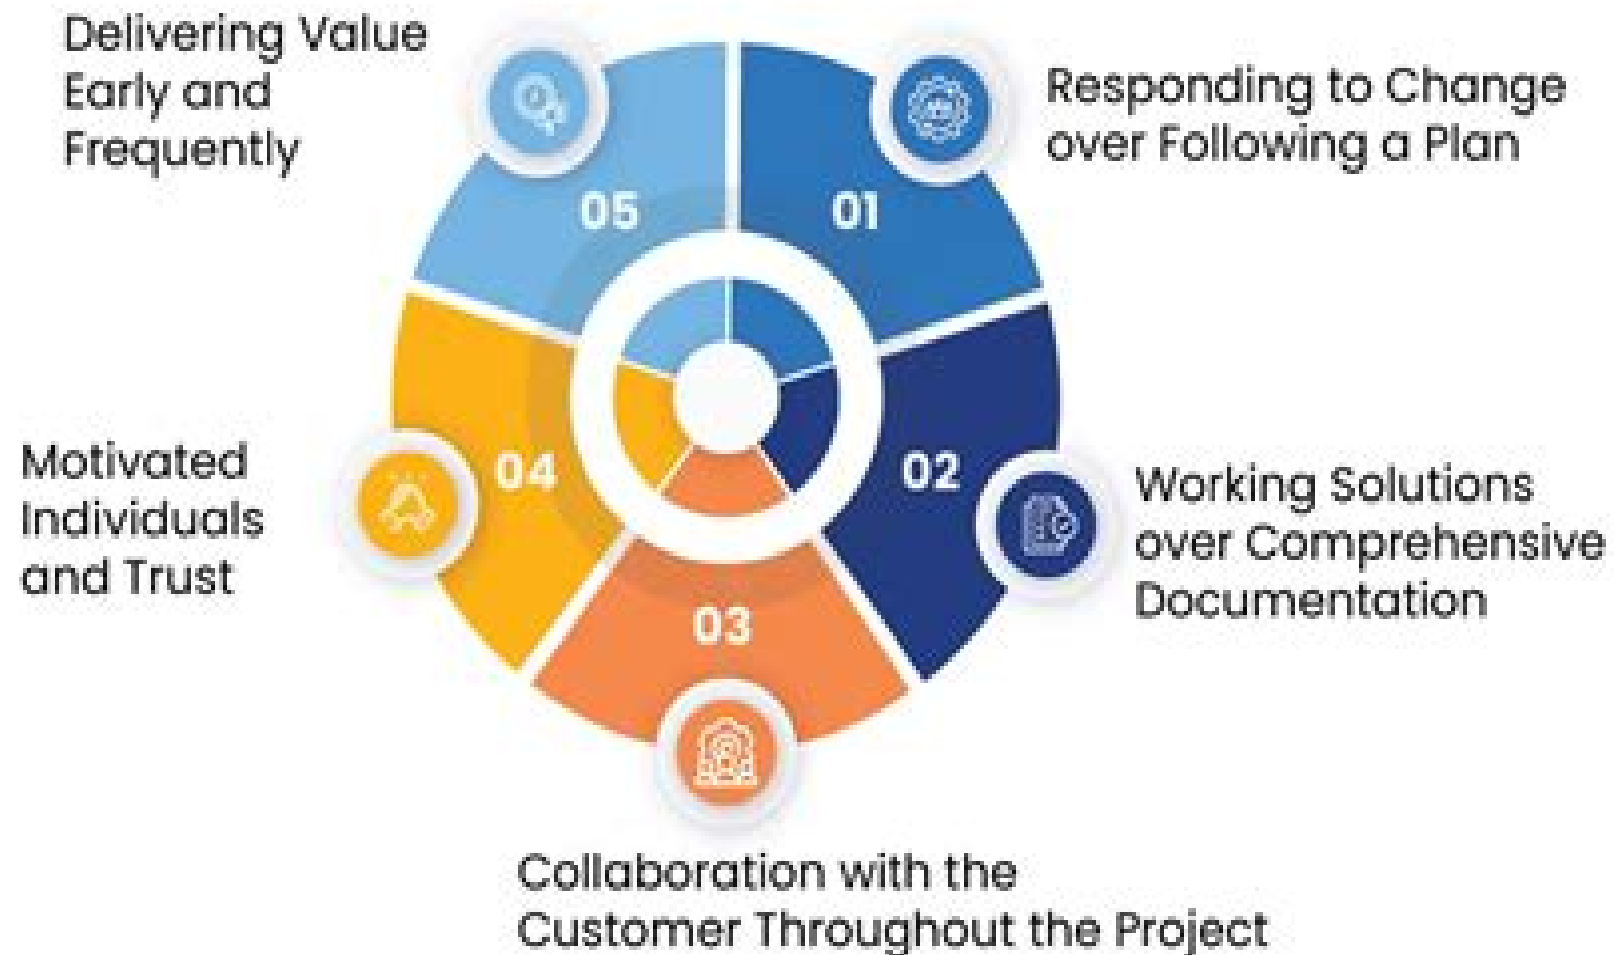 Delivering Value
Early and
Frequently
05
01
Responding to Change
over Following a Plan
Motivated
Individuals
and Trust
04
02
Working Solutions
over Comprehensive
Documentation
03
Collaboration with the
Customer Throughout the Project